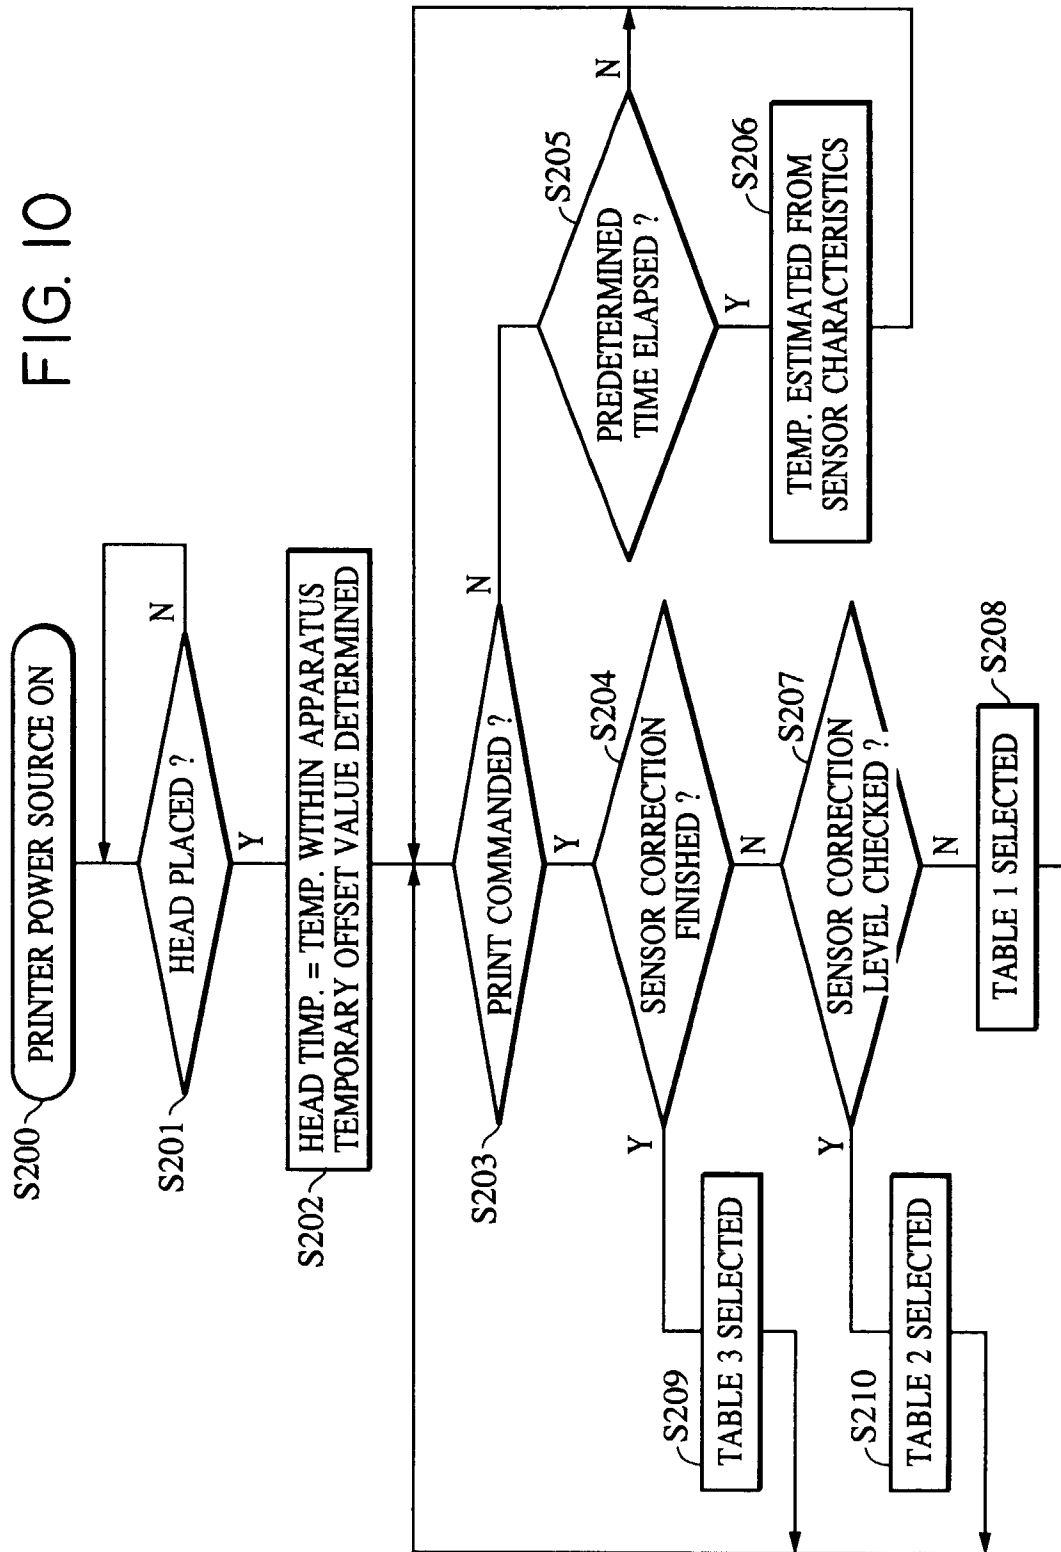 FIG. 10
S200
PRINTER POWER SOURCE ON
S201
HEAD PLACED ?
N
Y
S202
HEAD TIMP. = TEMP. WITHIN APPARATUS
TEMPORARY OFFSET VALUE DETERMINED
S203
PRINT COMMANDED ?
N
Y
S205
PREDETERMINED
TIME ELAPSED ?
N
Y
S206
TEMP. ESTIMATED FROM
SENSOR CHARACTERISTICS
S204
SENSOR CORRECTION
FINISHED ?
Y
N
S209
TABLE 3 SELECTED
S207
SENSOR CORRECTION
LEVEL CHECKED ?
Y
N
S210
TABLE 2 SELECTED
S208
TABLE 1 SELECTED